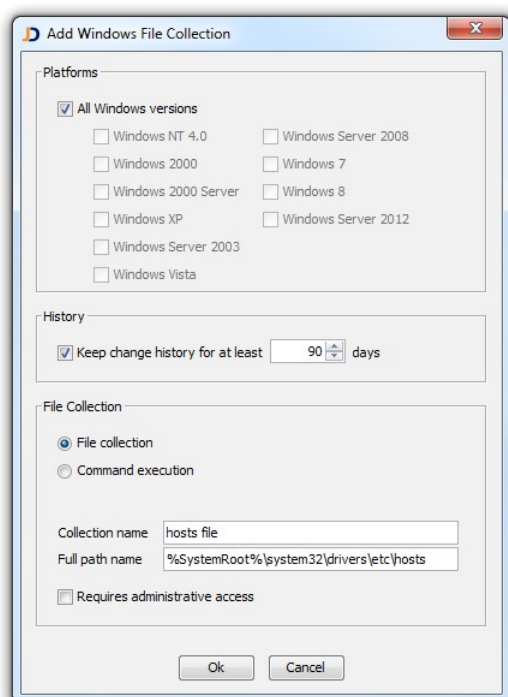 JD Add Windows File Collection
Platforms
All Windows versions
Windows NT 4.0
Windows 2000
Windows 2000 Server
Windows XP
Windows Server 2003
Windows Vista
Windows Server 2008
Windows 7
Windows 8
Windows Server 2012
History
Keep change history for at least 90 days
File Collection
File collection
Command execution
Collection name hosts file
Full path name %SystemRoot%\system32\drivers\etc\hosts
Requires administrative access
Ok Cancel